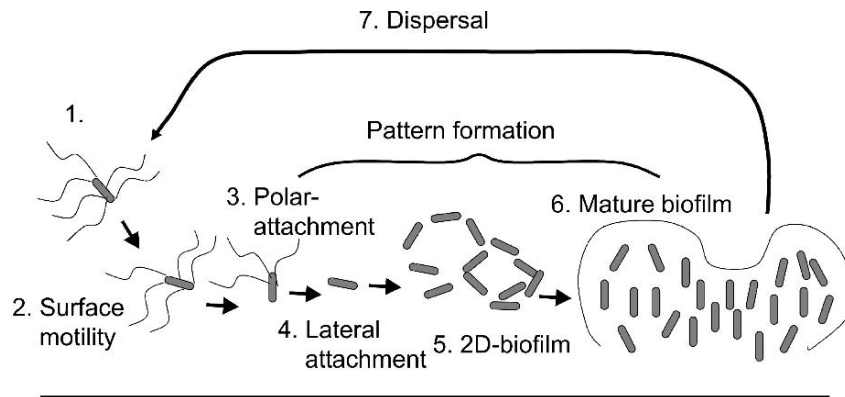 7. Dispersal
1.
Pattern formation
3. Polar-
attachment
6. Mature biofilm
2. Surface
motility
4. Lateral
attachment
5. 2D-biofilm